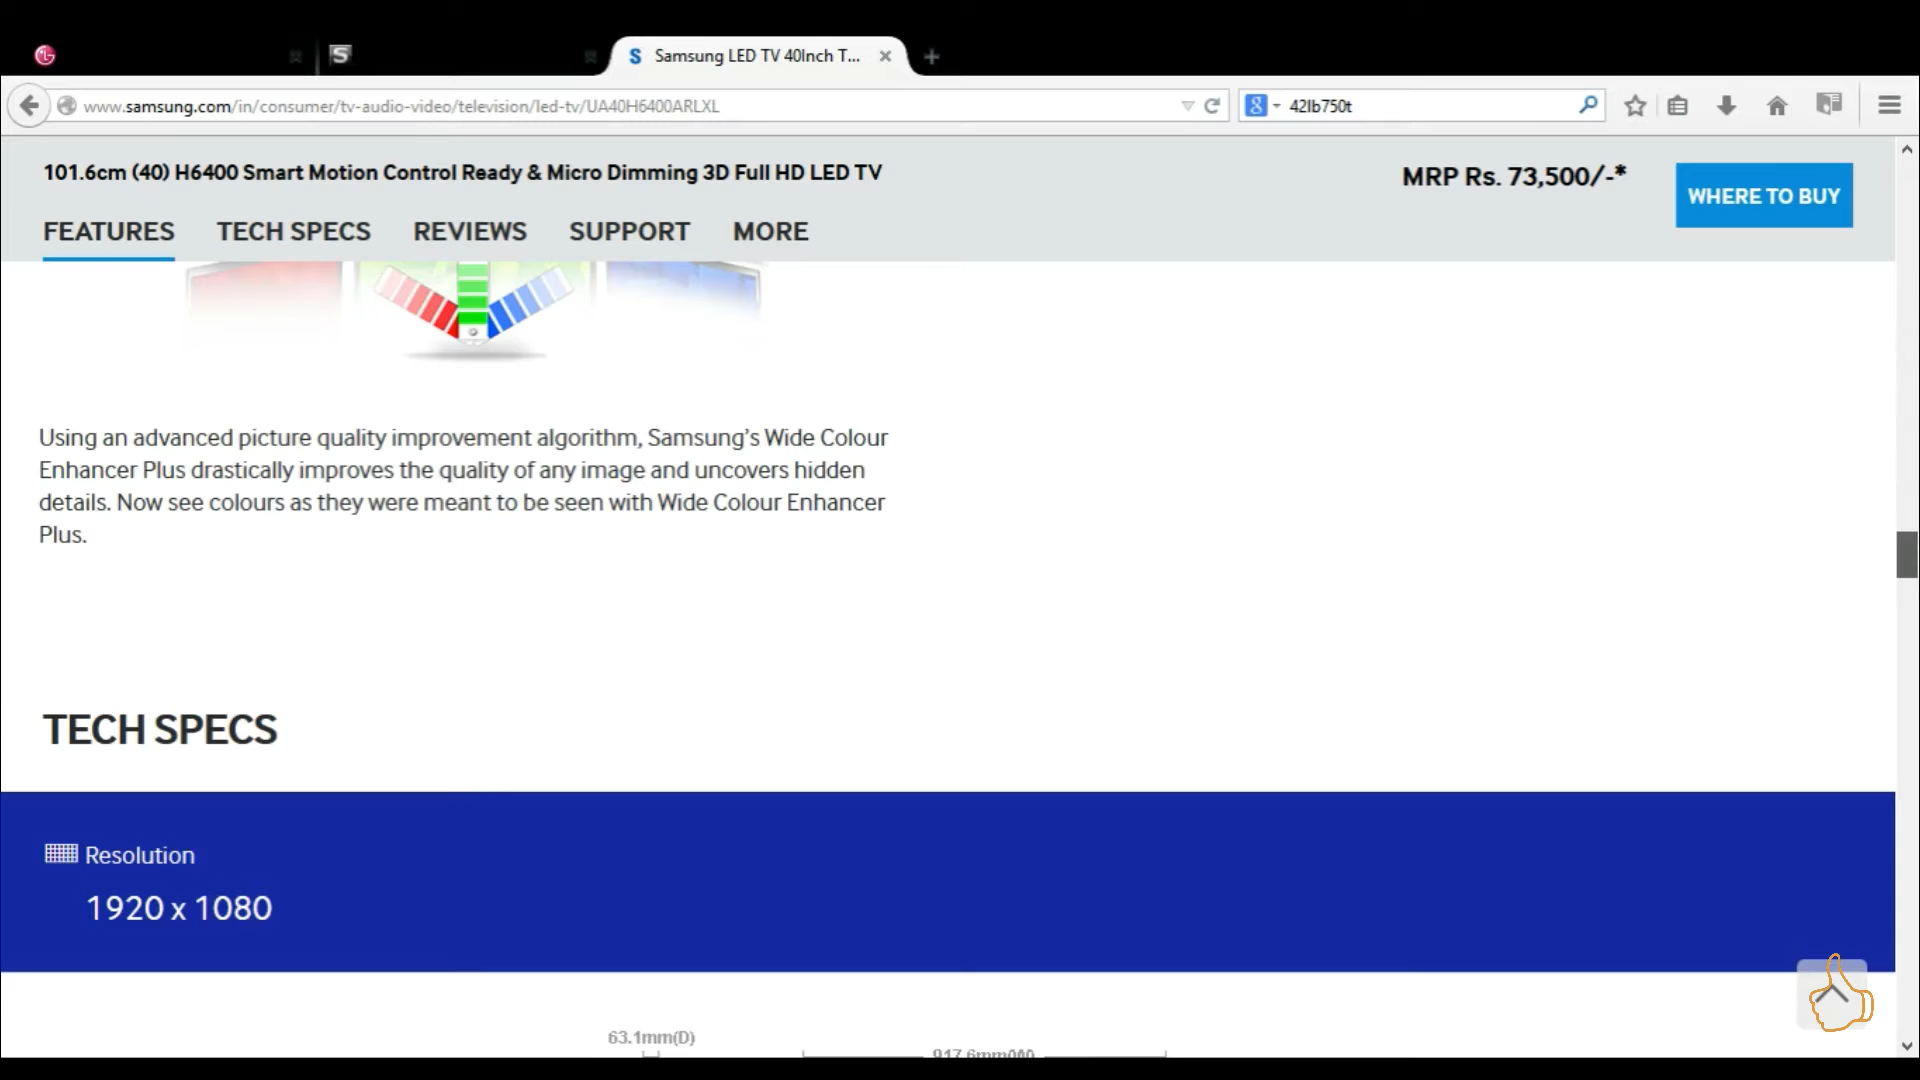 S
S Samsung LED TV 40Inch T...
www.samsung.com/in/consumer/tv-audio-video/television/led-tv/UA40H6400ARLXL
8 42lb750t
101.6cm (40) H6400 Smart Motion Control Ready & Micro Dimming 3D Full HD LED TV
MRP Rs. 73,500/-*
WHERE TO BUY
FEATURES TECH SPECS REVIEWS SUPPORT MORE
Using an advanced picture quality improvement algorithm, Samsung's Wide Colour
Enhancer Plus drastically improves the quality of any image and uncovers hidden
details. Now see colours as they were meant to be seen with Wide Colour Enhancer
Plus.
TECH SPECS
Resolution
1920 x 1080
63.1mm(D)
917.6mm(W)